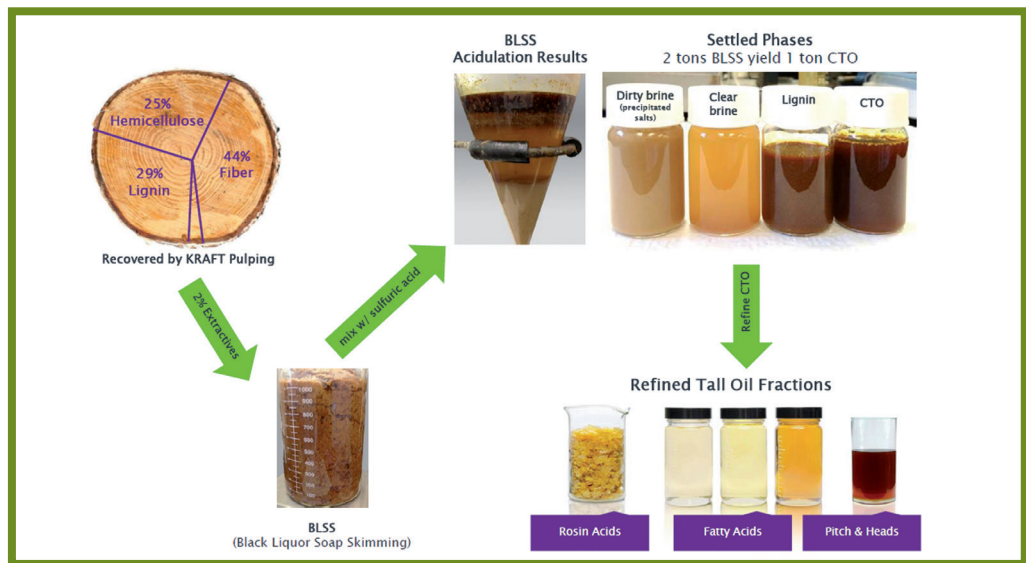 25%
Hemicellulose
44%
Fiber
29%
Lignin
Recovered by KRAFT Pulping
2% Extractives
BLSS
(Black Liquor Soap Skimming)
mix w/ sulfuric acid
BLSS
Acidulation Results
Settled Phases
2 tons BLSS yield 1 ton CTO
Dirty brine
(precipitated
salts)
Clear
brine
Lignin
CTO
Refine CTO
Refined Tall Oil Fractions
Rosin Acids
Fatty Acids
Pitch & Heads